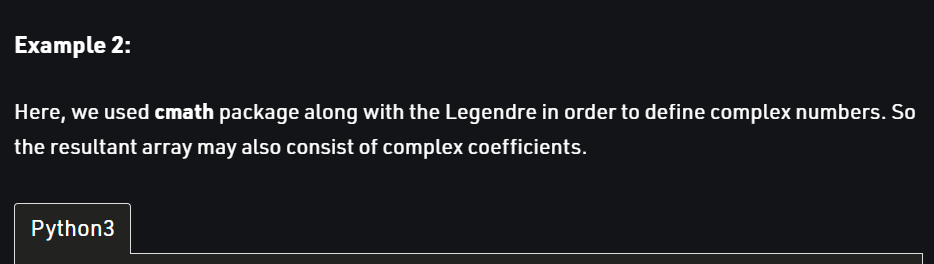 Example 2:
Here, we used cmath package along with the Legendre in order to define complex numbers. So
the resultant array may also consist of complex coefficients.
Python3